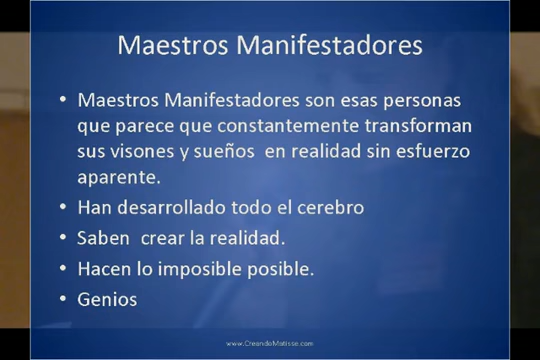 Maestros Manifestadores
• Maestros Manifestadores son esas personas
que parece que constantemente transforman
sus visones y sueños en realidad sin esfuerzo
aparente.
• Han desarrollado todo el cerebro
• Saben crear la realidad.
• Hacen lo imposible posible.
• Genios
www.CreandoMatisse.com